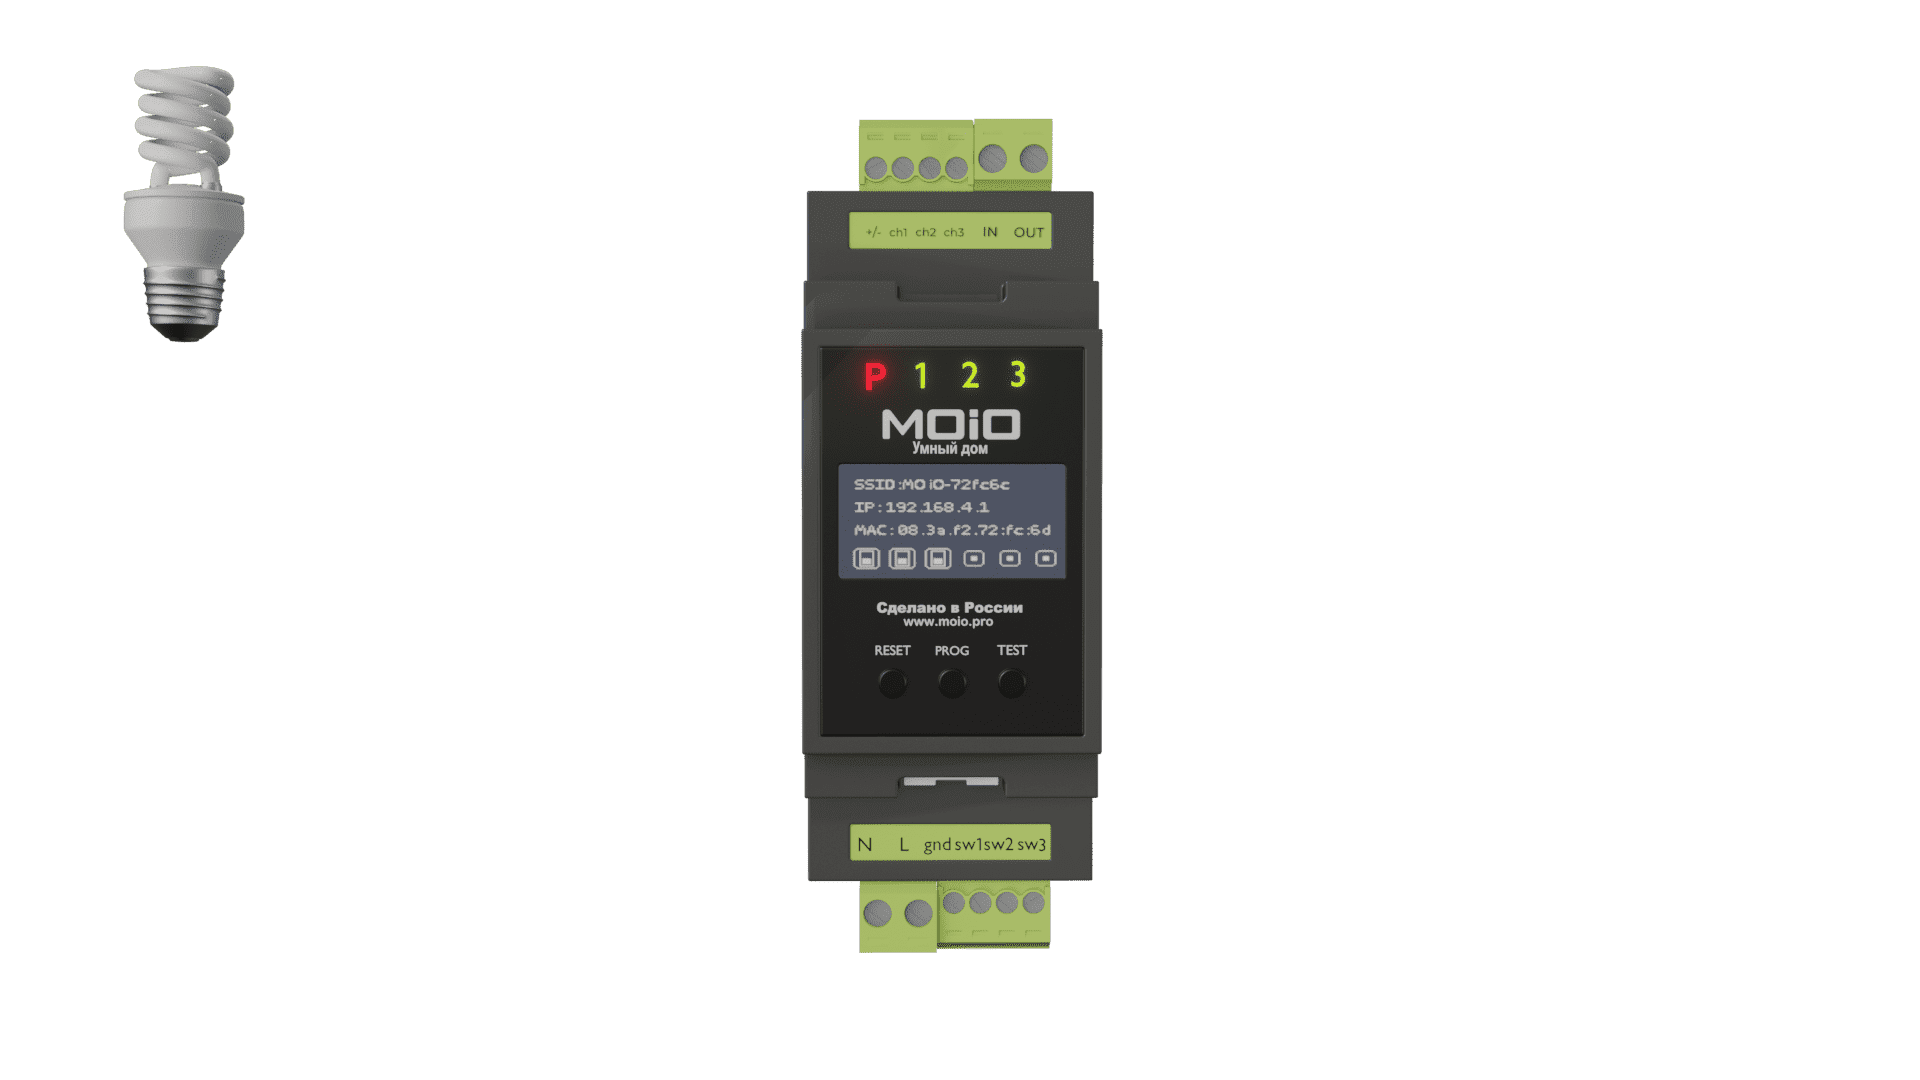 +/- ch1 ch2 ch3 IN OUT
P 1 2 3
MOiO
Умный дом
SSID:MOiO-72fc6c
IP:192.168.4.1
MAC:08.3a.f2.72:fc:6d
Сделано в России
www.moio.pro
RESET PROG TEST
N L gnd sw1 sw2 sw3